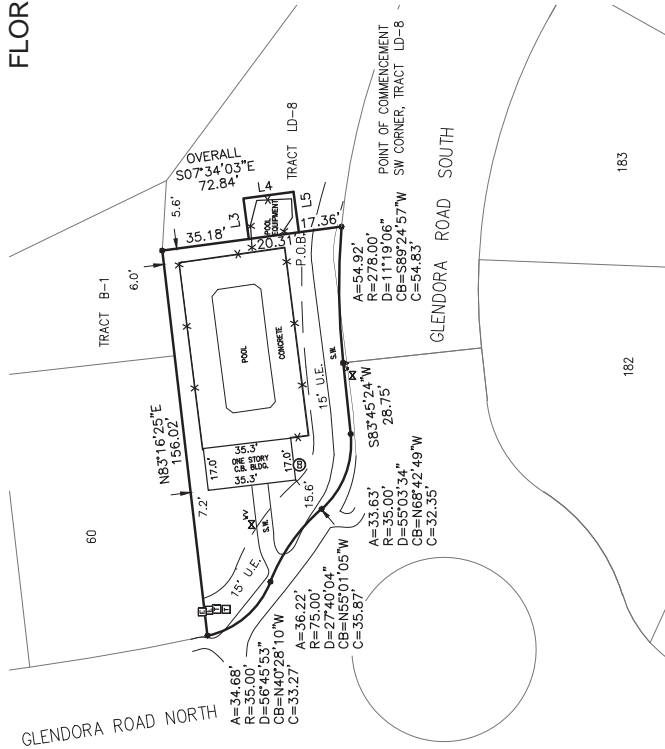 FLOR
TRACT B-1
6.0'
5.6'
OVERALL
S07°34'03"E
72.84'
TRACT LD-8
POINT OF COMMENCEMENT
SW CORNER, TRACT LD-8
N83°16'25"E
156.02'
35.18'
L3
L4
L5
POOL
EQUIPMENT
20.31'
17.36'
P.O.B.
60
7.2'
17.0'
35.3'
ONE STORY
C.B. BLDG.
35.3'
17.0'
E
POOL
CONCRETE
15' U.E.
S.W.
WV
S.W.
15.6'
15' U.E.
A=54.92'
R=278.00'
D=11°19'06"
CB=S89°24'57"W
C=54.83'
GLENDORA ROAD SOUTH
S83°45'24"W
28.75'
A=33.63'
R=35.00'
D=55°03'34"
CB=N68°42'49"W
C=32.35'
A=36.22'
R=75.00'
D=27°40'04"
CB=N55°01'05"W
C=35.87'
A=34.68'
R=35.00'
D=56°45'53"
CB=N40°28'10"W
C=33.27'
GLENDORA ROAD NORTH
182
183